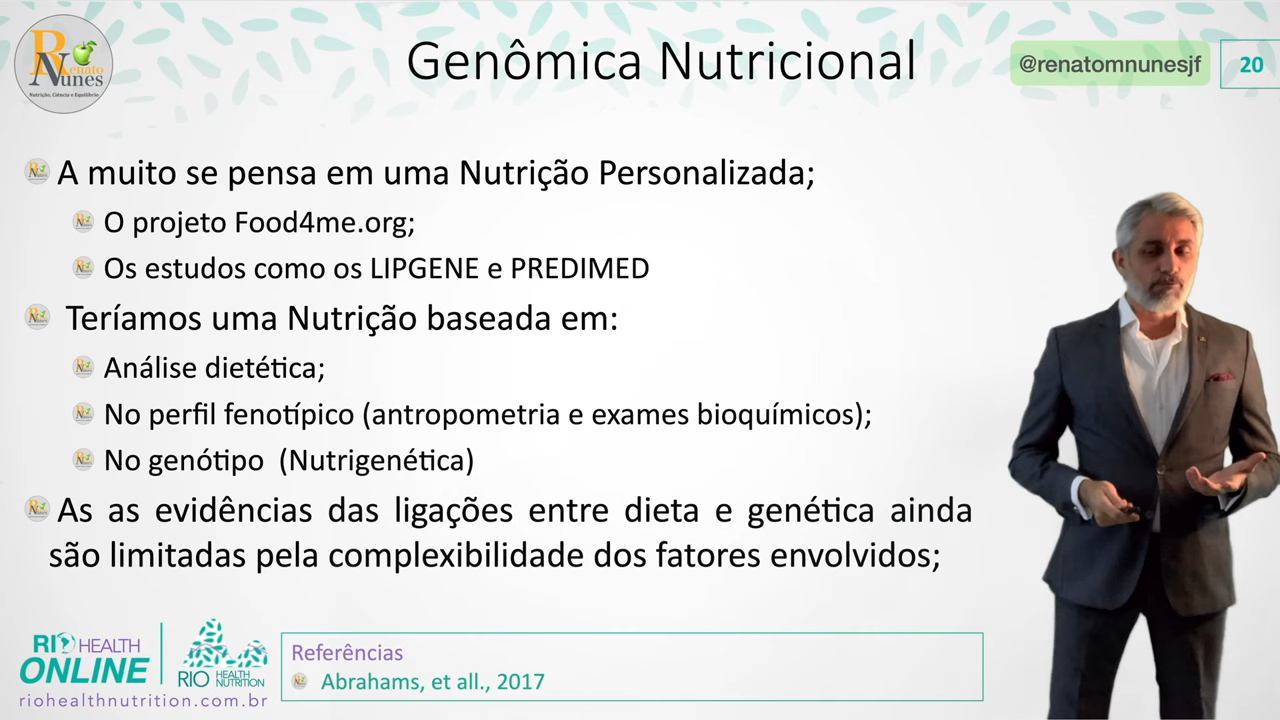 Renato
Nunes
Nutrição, Ciência e Equilíbrio
Genômica Nutricional
@renatomnunesjf
20
A muito se pensa em uma Nutrição Personalizada;
O projeto Food4me.org;
Os estudos como os LIPGENE e PREDIMED
Teríamos uma Nutrição baseada em:
Análise dietética;
No perfil fenotípico (antropometria e exames bioquímicos);
No genótipo (Nutrigenética)
As as evidências das ligações entre dieta e genética ainda
são limitadas pela complexibilidade dos fatores envolvidos;
RIO HEALTH
ONLINE
RIO HEALTH NUTRITION
riohealthnutrition.com.br
Referências
Abrahams, et all., 2017